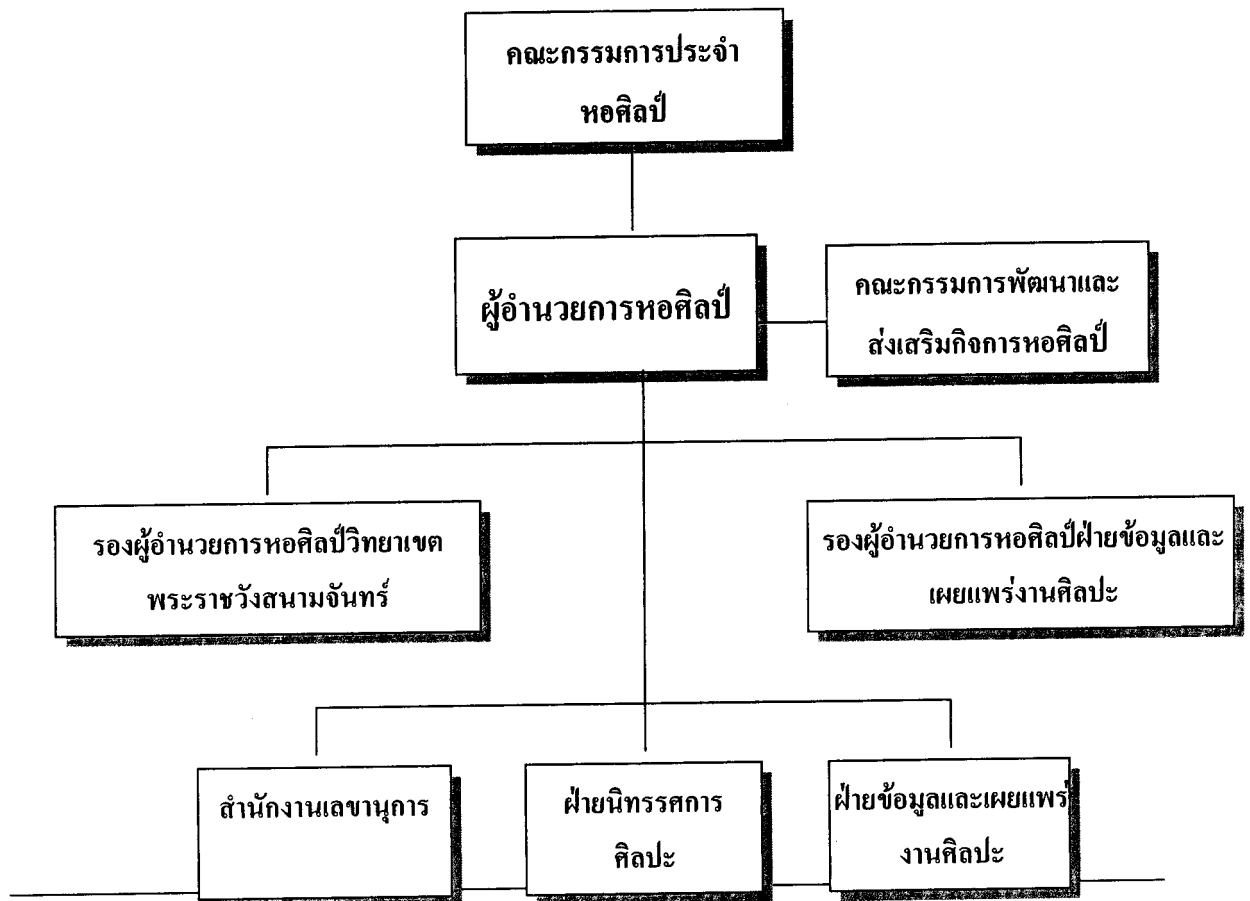 คณะกรรมการประจำ
หอศิลป์
ผู้อำนวยการหอศิลป์
คณะกรรมการพัฒนาและ
ส่งเสริมกิจการหอศิลป์
รองผู้อำนวยการหอศิลป์วิทยาเขต
พระราชวังสนามจันทร์
รองผู้อำนวยการหอศิลป์ฝ่ายข้อมูลและ
เผยแพร่งานศิลปะ
สำนักงานเลขานุการ
ฝ่ายนิทรรศการ
ศิลปะ
ฝ่ายข้อมูลและเผยแพร่
งานศิลปะ